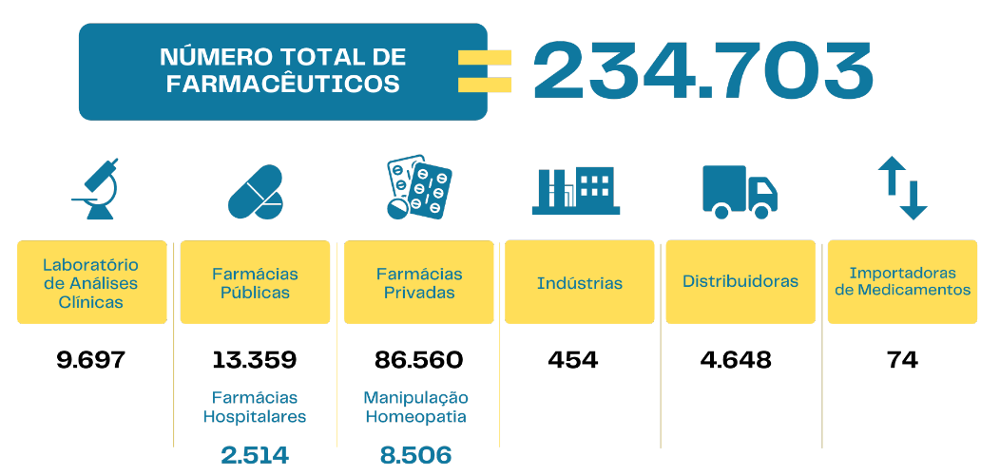 NÚMERO TOTAL DE
FARMACÊUTICOS
= 234.703
Laboratório
de Análises
Clínicas
9.697
Farmácias
Públicas
13.359
Farmácias
Hospitalares
2.514
Farmácias
Privadas
86.560
Manipulação
Homeopatia
8.506
Indústrias
454
Distribuidoras
4.648
Importadoras
de Medicamentos
74